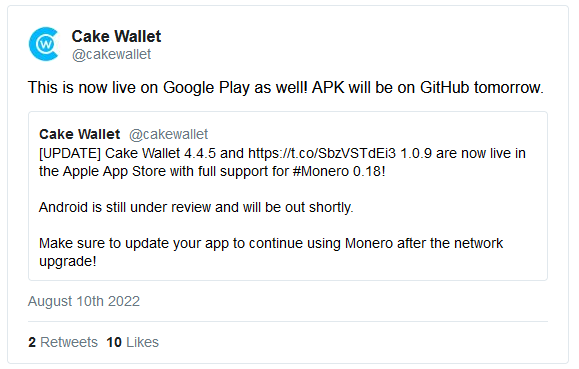 Cake Wallet
@cakewallet
This is now live on Google Play as well! APK will be on GitHub tomorrow.
Cake Wallet @cakewallet
[UPDATE] Cake Wallet 4.4.5 and https://t.co/SbzVSTdEi3 1.0.9 are now live in
the Apple App Store with full support for #Monero 0.18!
Android is still under review and will be out shortly.
Make sure to update your app to continue using Monero after the network
upgrade!
August 10th 2022
2 Retweets 10 Likes